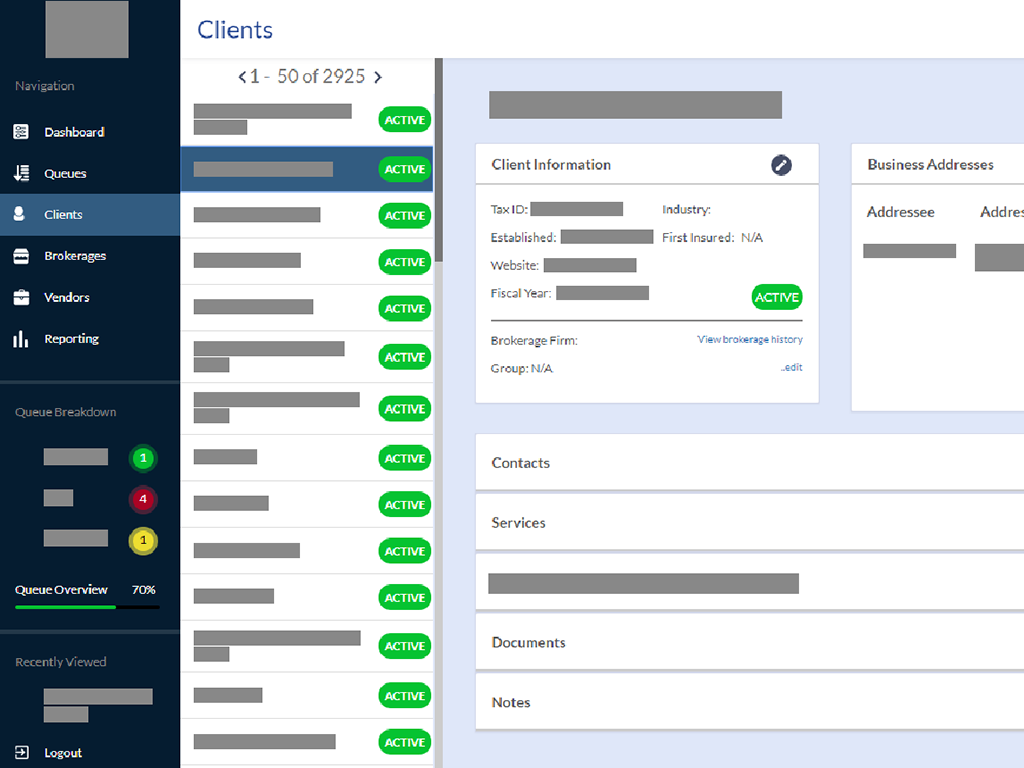 Clients
Navigation
Dashboard
Queues
Clients
Brokerages
Vendors
Reporting
Queue Breakdown
1
4
1
Queue Overview 70%
Recently Viewed
Logout
1 - 50 of 2925
ACTIVE
ACTIVE
ACTIVE
ACTIVE
ACTIVE
ACTIVE
ACTIVE
ACTIVE
ACTIVE
ACTIVE
ACTIVE
ACTIVE
ACTIVE
ACTIVE
Client Information
Tax ID: Industry:
Established: First Insured: N/A
Website:
Fiscal Year:
ACTIVE
Brokerage Firm: View brokerage history
Group: N/A ..edit
Business Addresses
Addressee Addres
Contacts
Services
Documents
Notes